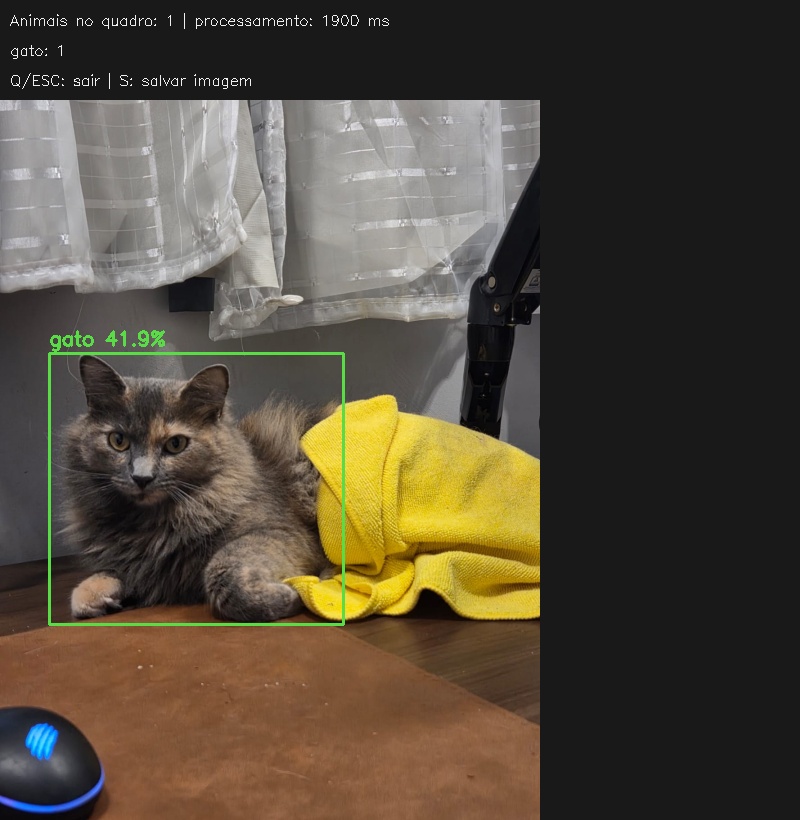 Animais no quadro: 1 | processamento: 1900 ms
gato: 1
Q/ESC: sair | S: salvar imagem
gato 41.9%